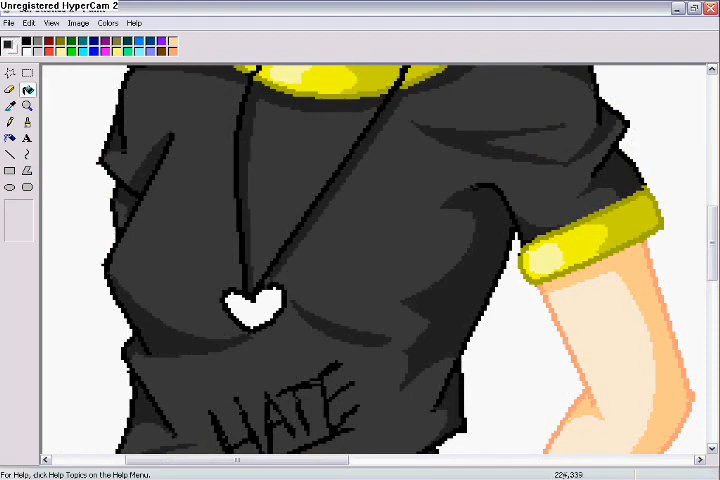 Unregistered HyperCam 2
File Edit View Image Colors Help
HATE
For Help, click Help Topics on the Help Menu.
224,339